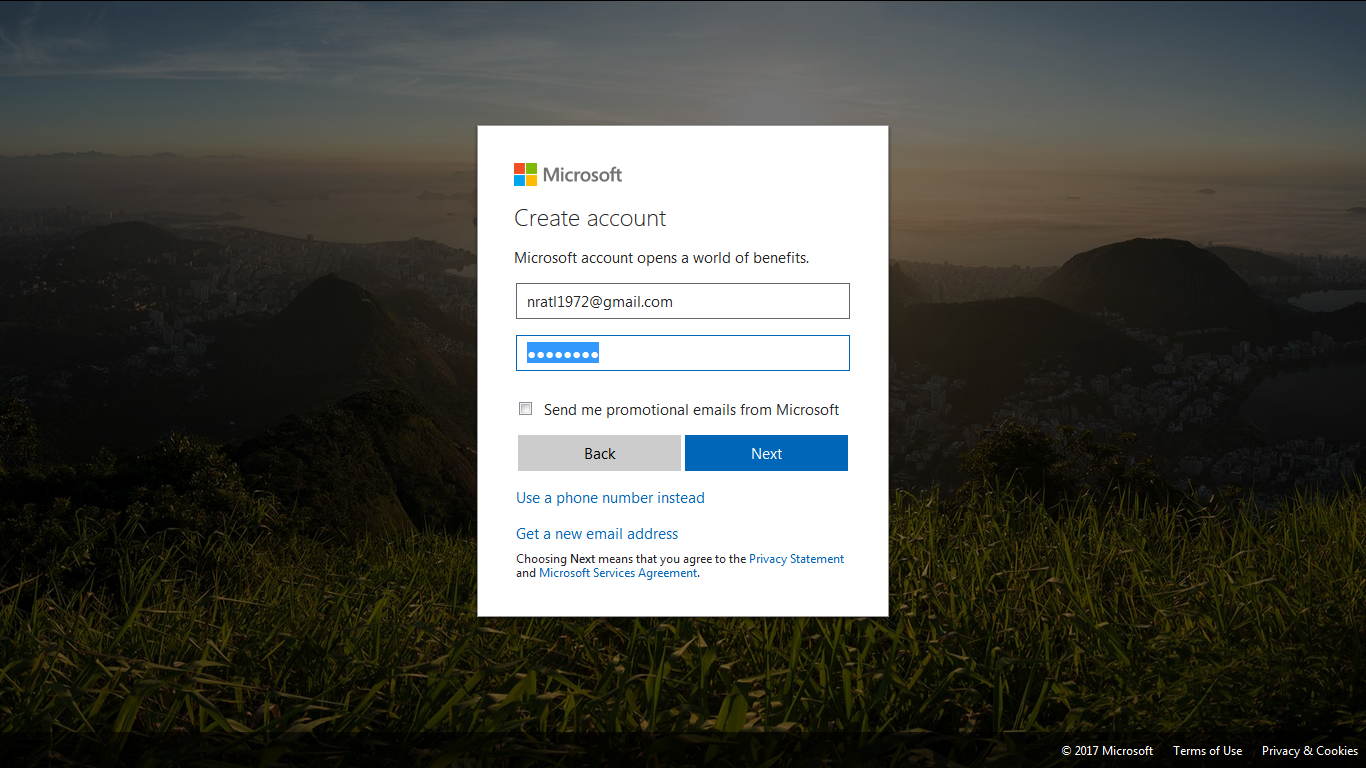 Microsoft
Create account
Microsoft account opens a world of benefits.
nratl1972@gmail.com
••••••••
Send me promotional emails from Microsoft
Back
Next
Use a phone number instead
Get a new email address
Choosing Next means that you agree to the Privacy Statement
and Microsoft Services Agreement.
© 2017 Microsoft Terms of Use Privacy & Cookies